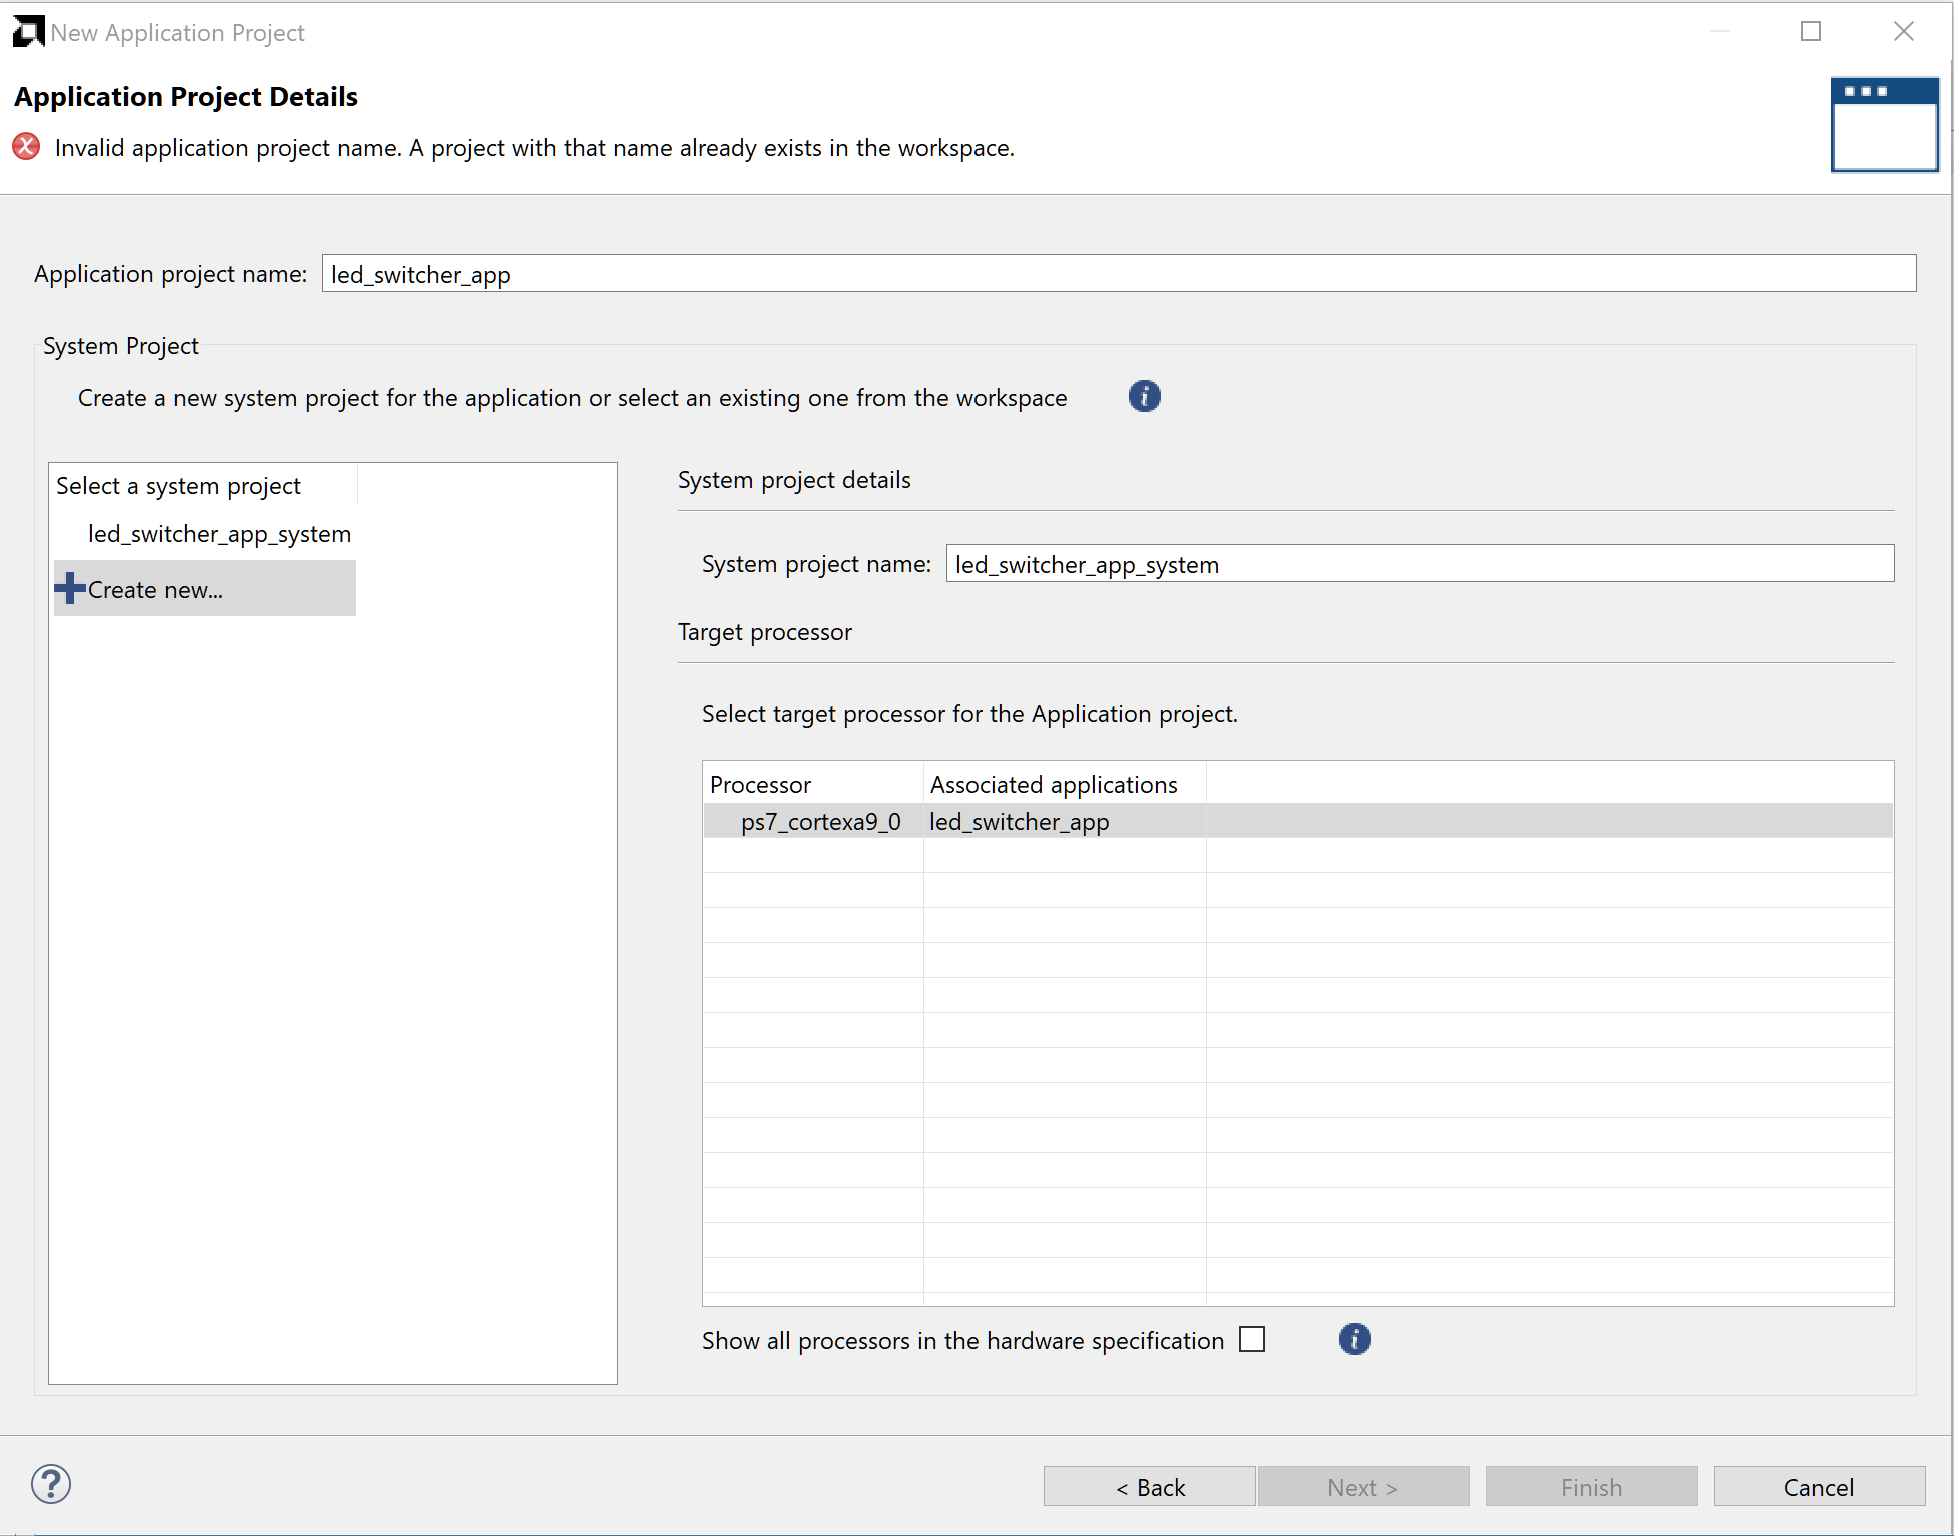 New Application Project
Application Project Details
Invalid application project name. A project with that name already exists in the workspace.
Application project name: led_switcher_app
System Project
Create a new system project for the application or select an existing one from the workspace
Select a system project
led_switcher_app_system
Create new...
System project details
System project name: led_switcher_app_system
Target processor
Select target processor for the Application project.
Processor Associated applications
ps7_cortexa9_0 led_switcher_app
Show all processors in the hardware specification
< Back Next > Finish Cancel